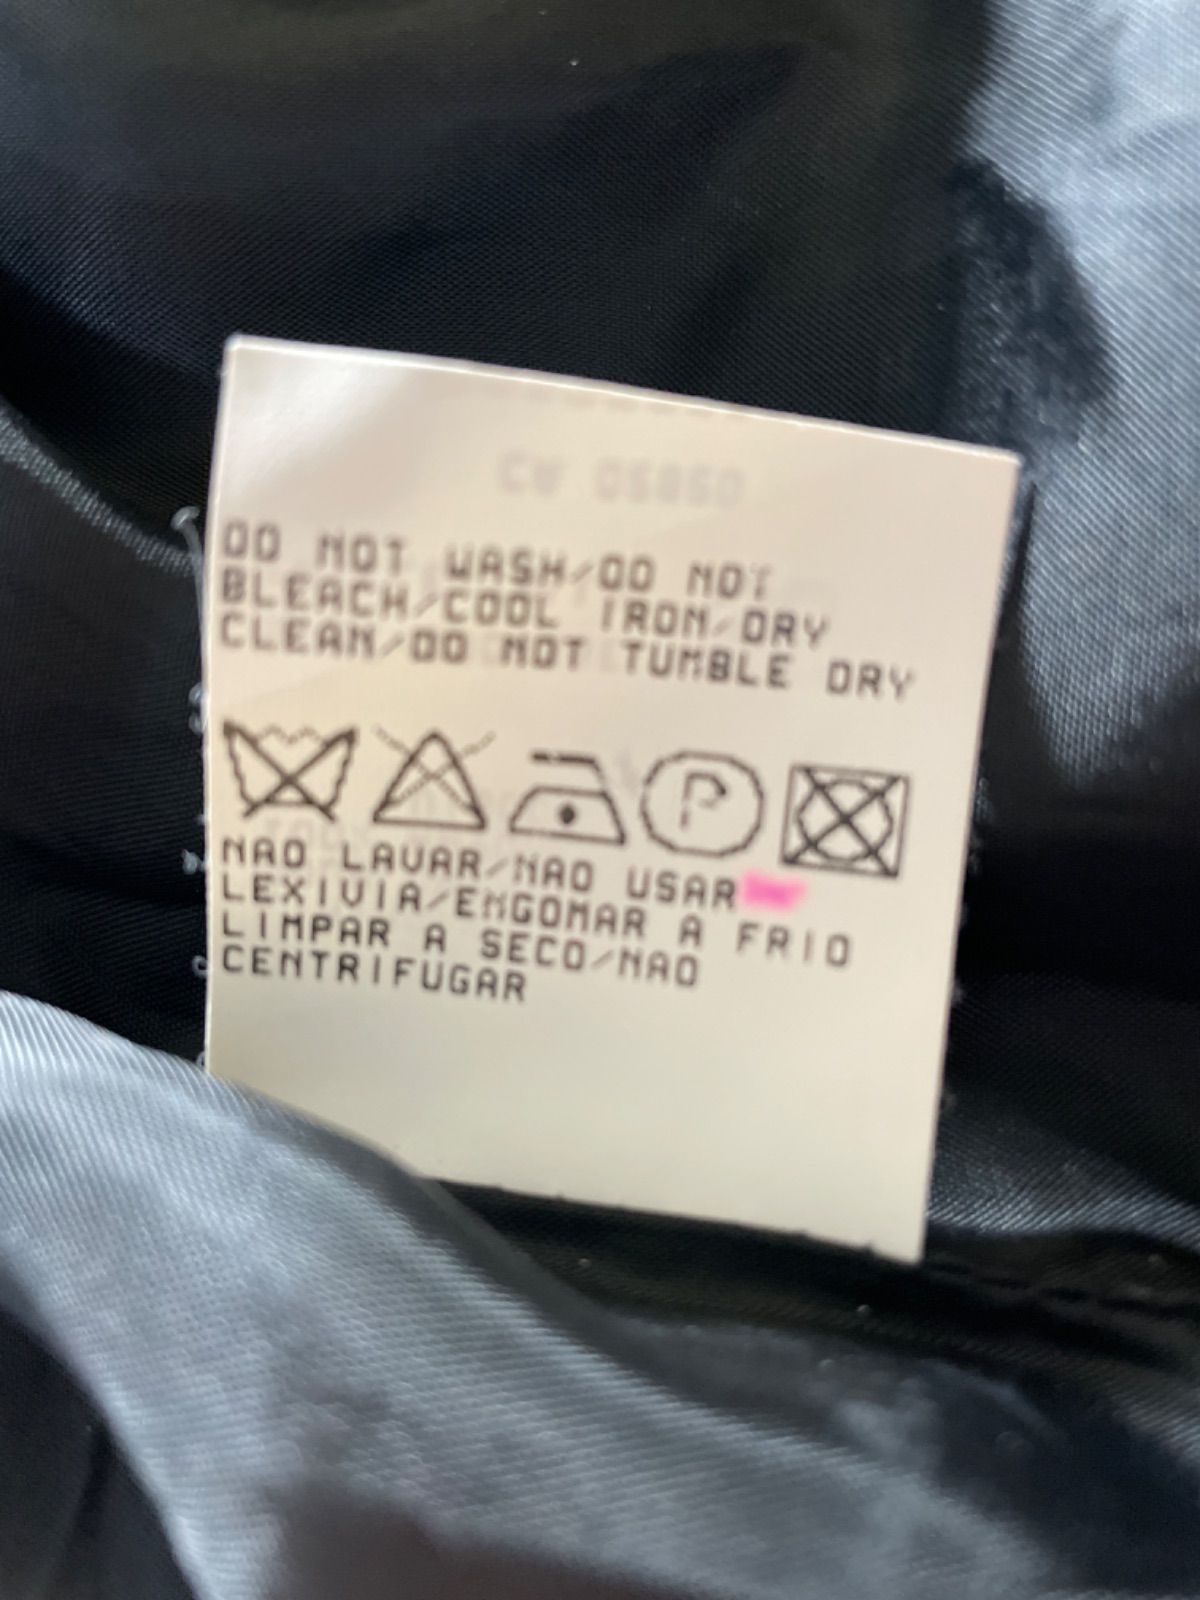 DO NOT WASH/DO NOT
BLEACH/COOL IRON/DRY
CLEAN/DO NOT TUMBLE DRY
P
NAO LAVAR/NAO USAR
LEXIVIA/ENGOMAR A FRIO
LIMPAR A SECO/NAO
CENTRIFUGAR